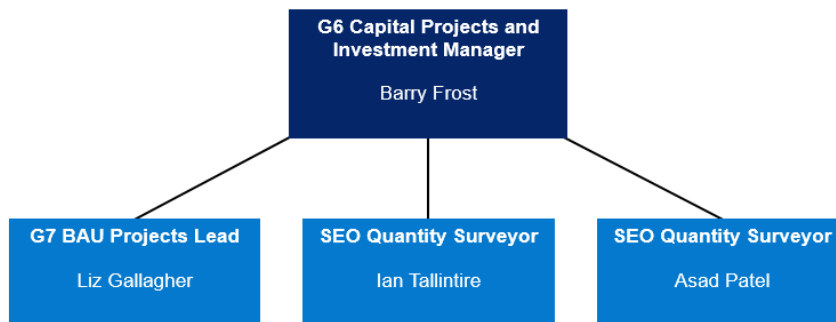 G6 Capital Projects and
Investment Manager
Barry Frost
G7 BAU Projects Lead
Liz Gallagher
SEO Quantity Surveyor
Ian Tallintire
SEO Quantity Surveyor
Asad Patel